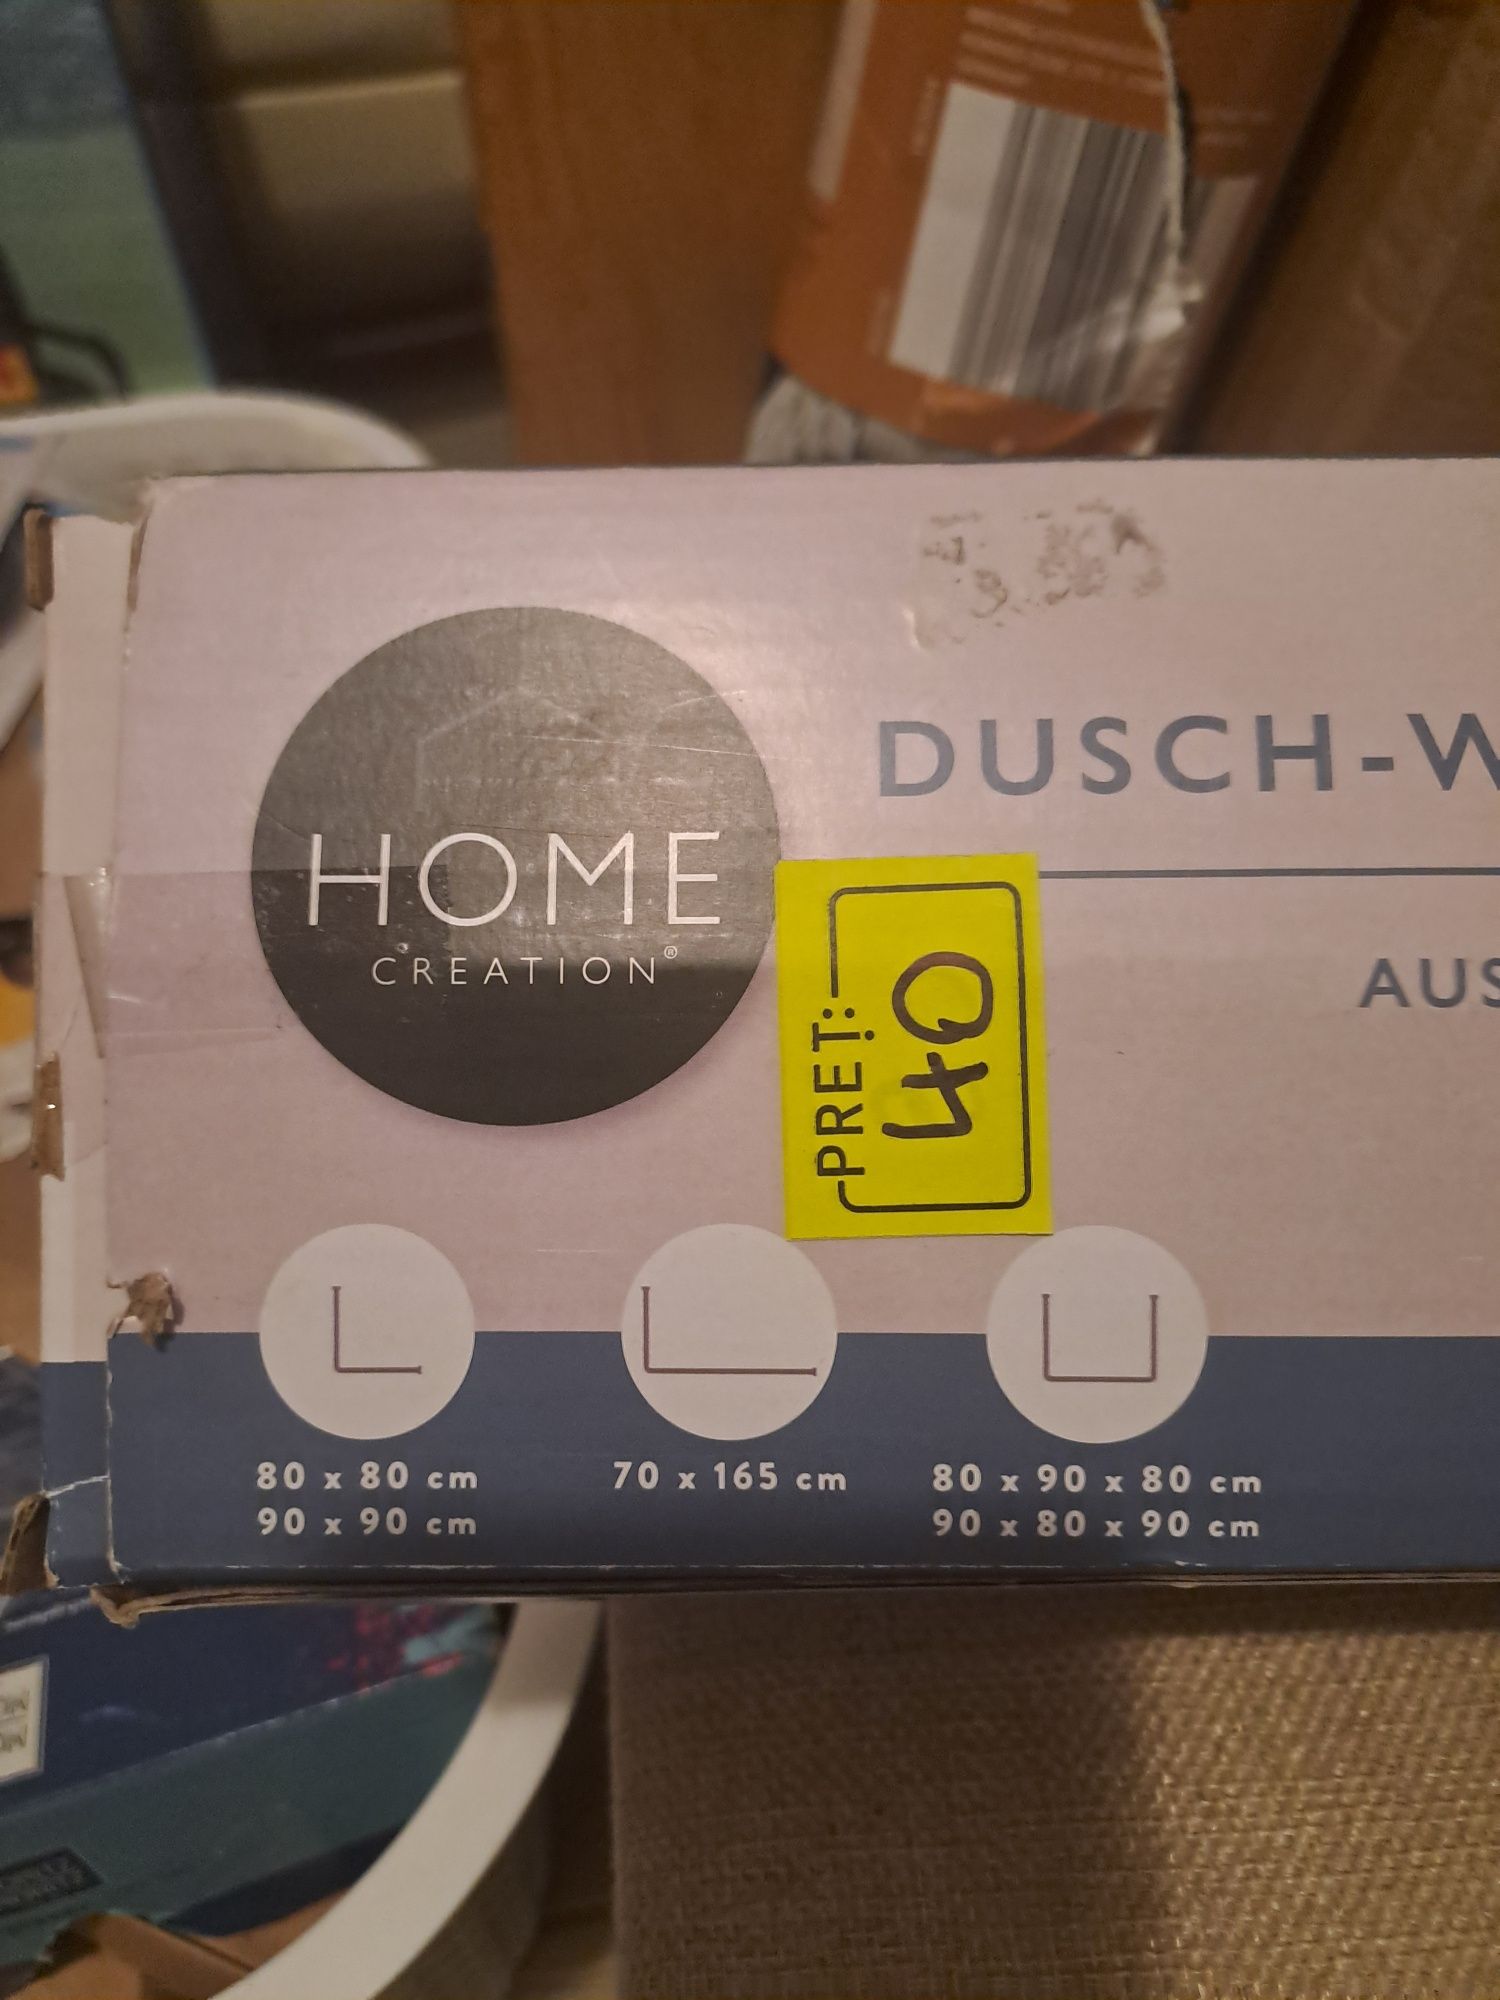 DUSCH-W
HOME
CREATION®
AUS
PREȚ:
40
80 x 80 cm
90 x 90 cm
70 x 165 cm
80 x 90 x 80 cm
90 x 80 x 90 cm